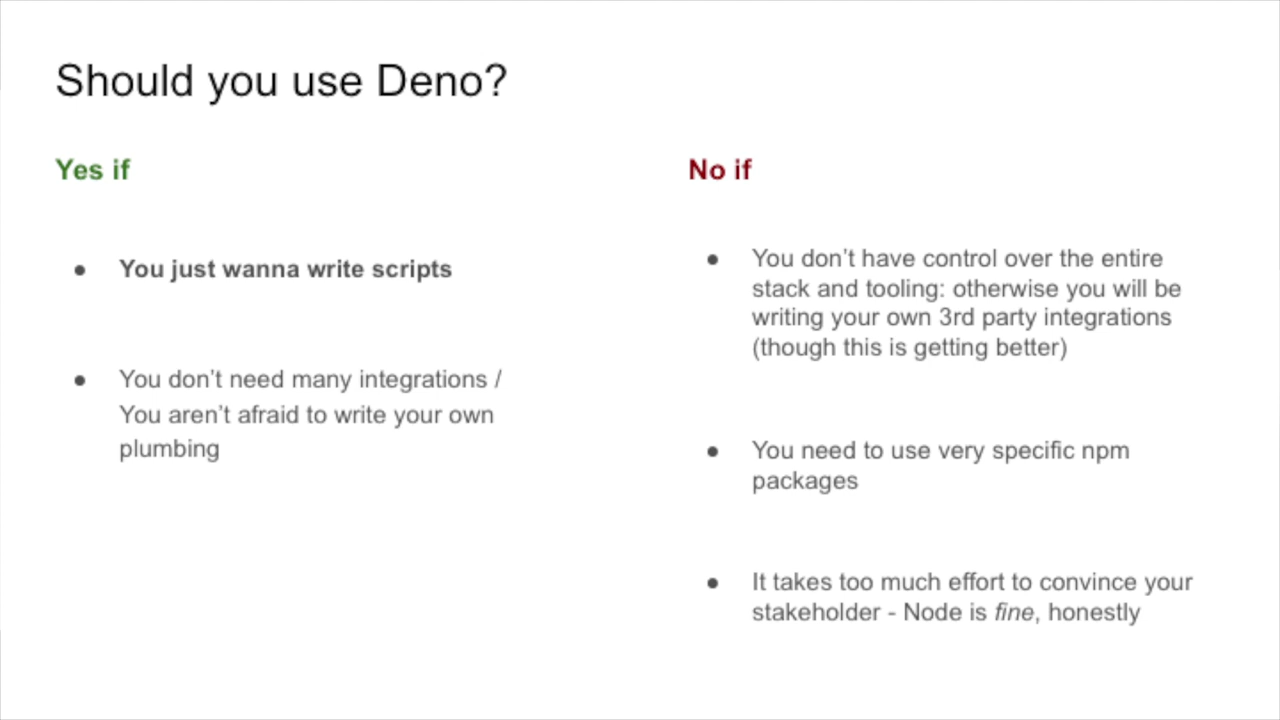 Should you use Deno?
Yes if
● You just wanna write scripts
● You don’t need many integrations /
You aren’t afraid to write your own
plumbing
No if
● You don’t have control over the entire
stack and tooling: otherwise you will be
writing your own 3rd party integrations
(though this is getting better)
● You need to use very specific npm
packages
● It takes too much effort to convince your
stakeholder - Node is fine, honestly